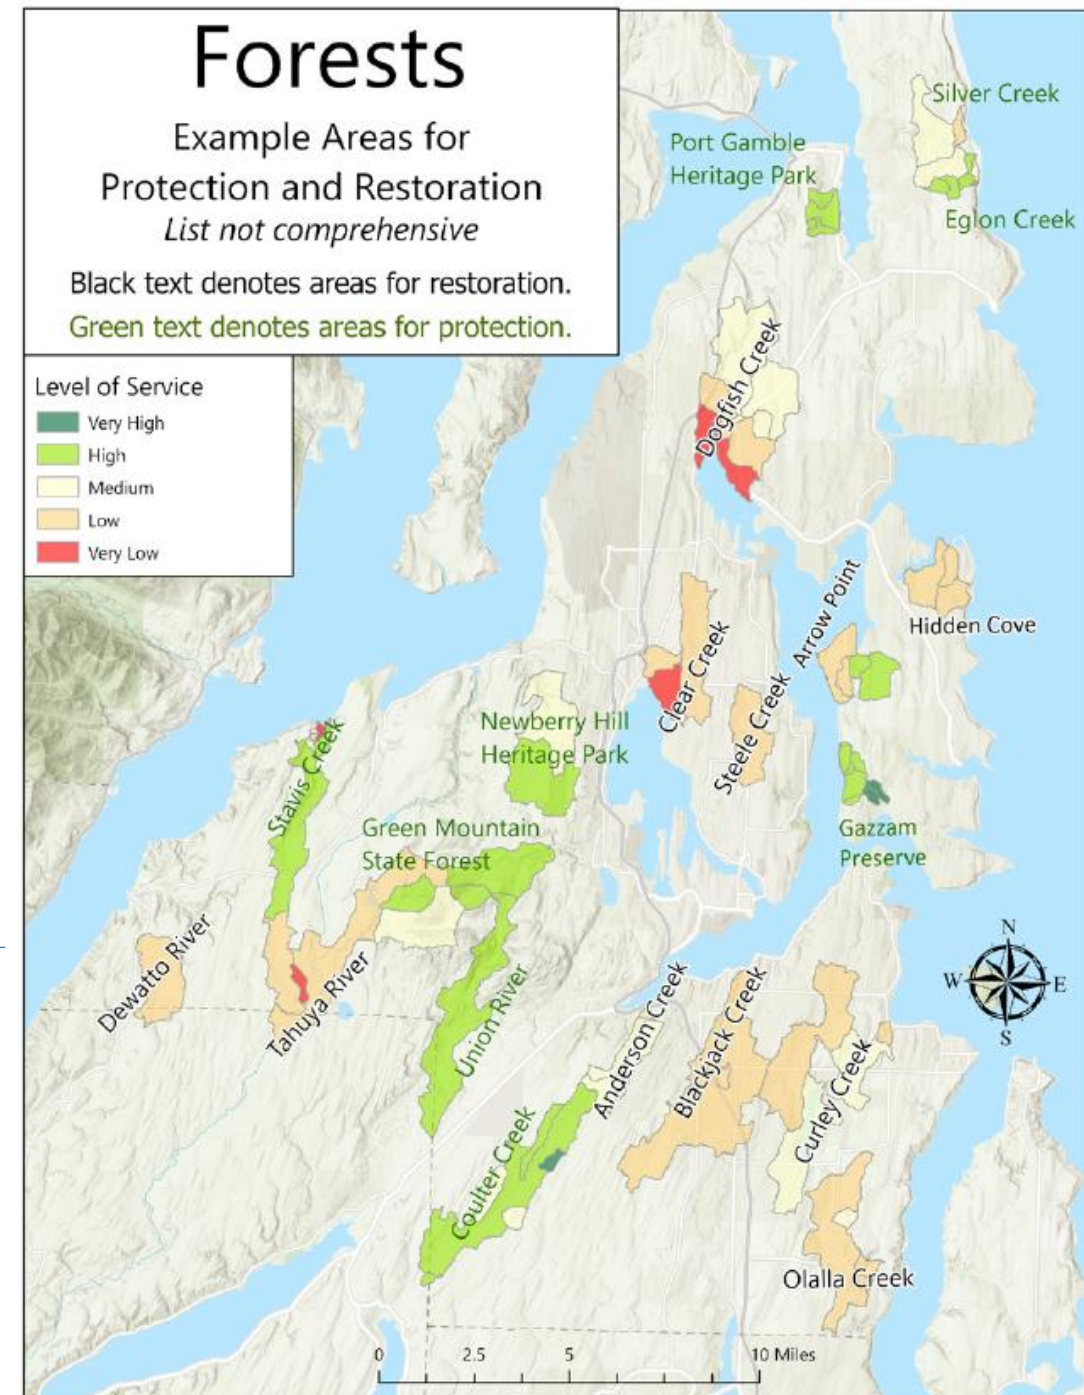 Forests
Example Areas for
Protection and Restoration
List not comprehensive
Black text denotes areas for restoration.
Green text denotes areas for protection.
Level of Service
Very High
High
Medium
Low
Very Low
Silver Creek
Port Gamble
Heritage Park
Eglon Creek
Dogfish Creek
Arrow Point
Hidden Cove
Clear Creek
Steele Creek
Newberry Hill
Heritage Park
Stavis Creek
Green Mountain
State Forest
Gazzam
Preserve
Dewatto River
Tahuya River
Union River
Anderson Creek
Blackjack Creek
Curley Creek
Coulter Creek
Olalla Creek
N
W
E
S
0
2.5
5
10 Miles